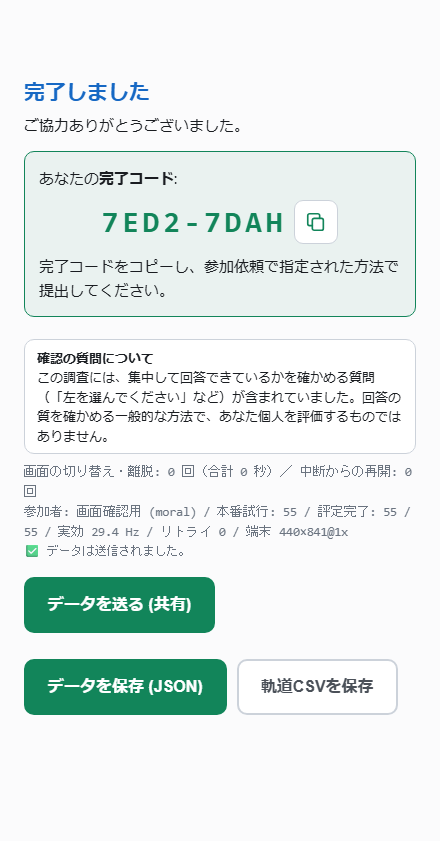 完了しました
ご協力ありがとうございました。
あなたの完了コード:
7ED2-7DAH
完了コードをコピーし、参加依頼で指定された方法で
提出してください。
確認の質問について
この調査には、集中して回答できているかを確かめる質問
（「左を選んでください」など）が含まれていました。回答の
質を確かめる一般的な方法で、あなた個人を評価するものでは
ありません。
画面の切り替え・離脱: 0 回（合計 0 秒）／ 中断からの再開: 0
回
参加者: 画面確認用 (moral) / 本番試行: 55 / 評定完了: 55 /
55 / 実効 29.4 Hz / リトライ 0 / 端末 440×841@1x
✅ データは送信されました。
データを送る (共有)
データを保存 (JSON)
軌道CSVを保存